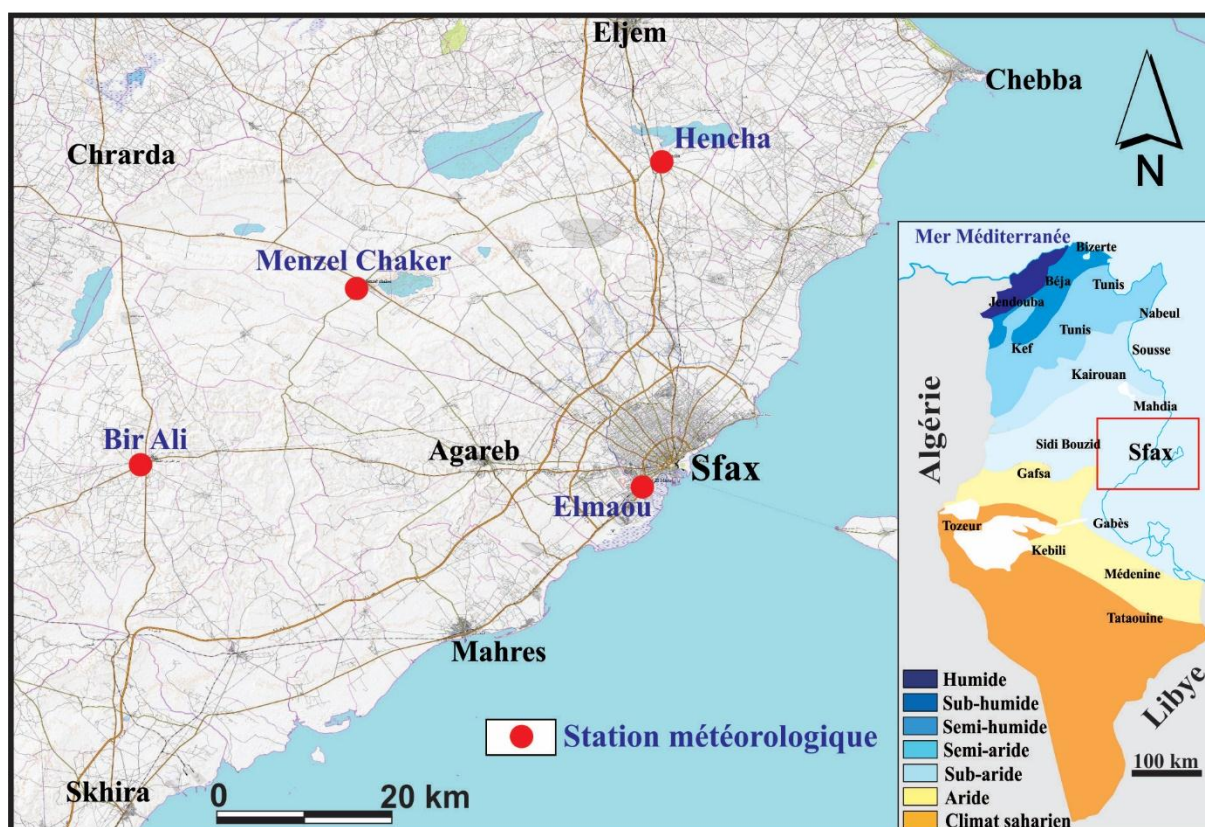 Eljem
Chebba
Hencha
Chrarda
N
Menzel Chaker
Bir Ali
Agareb
Sfax
Elmaou
Mahres
Station météorologique
Skhira
0 20 km
Mer Méditerranée
Bizerte
Béja
Tunis
Jendouba
Nabeul
Tunis
Kef
Sousse
Kairouan
Mahdia
Algérie
Sidi Bouzid
Sfax
Gafsa
Tozeur
Gabès
Kebili
Médenine
Tataouine
Libye
Humide
Sub-humide
Semi-humide
Semi-aride
Sub-aride
Aride
Climat saharien
100 km